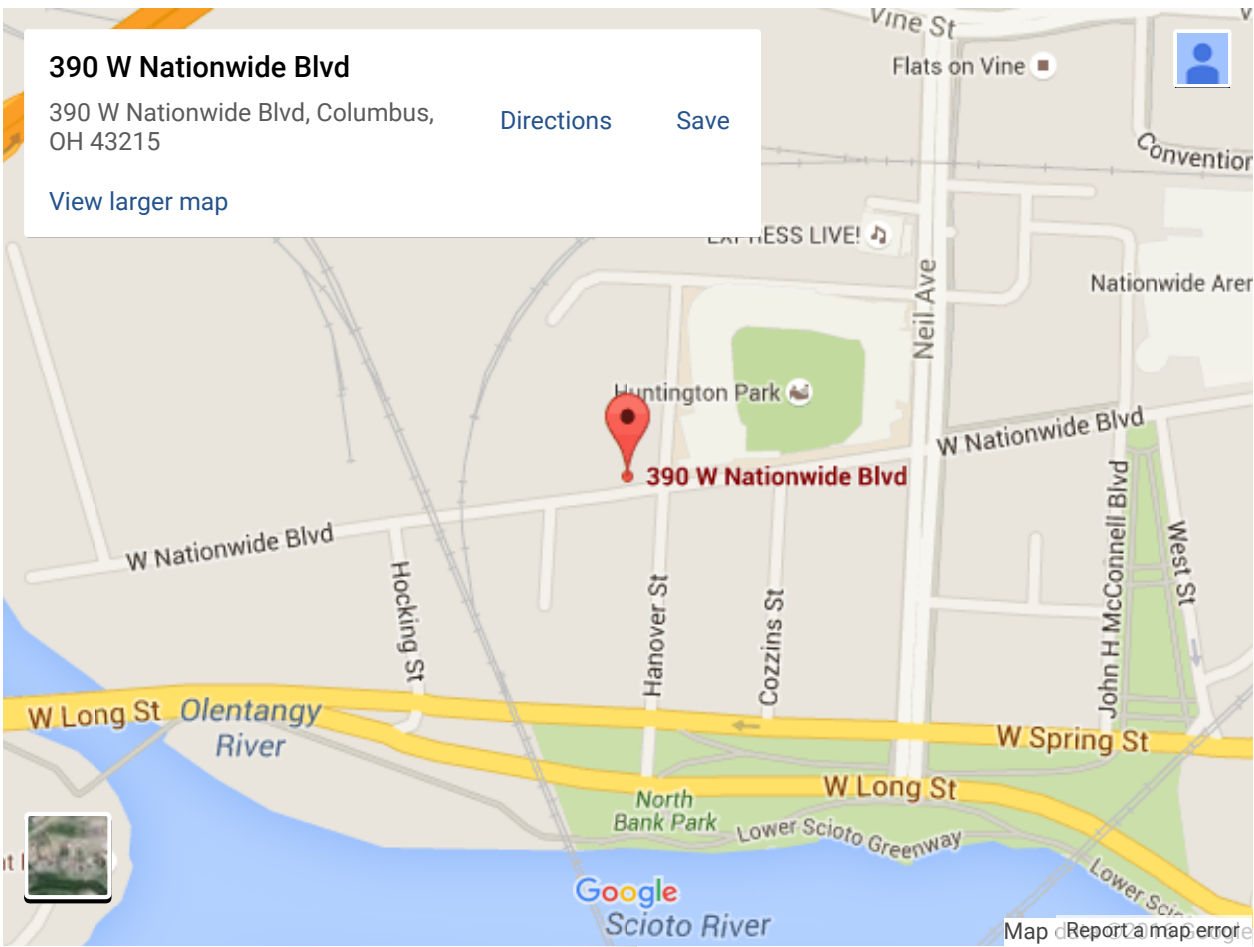 Vine St
390 W Nationwide Blvd
Flats on Vine
390 W Nationwide Blvd, Columbus,
OH 43215
Directions
Save
Convention
View larger map
LIVE!
Neil Ave
Nationwide
Huntington Park
W Nationwide Blvd
390 W Nationwide Blvd
W Nationwide Blvd
Hocking St
Hanover St
Cozzins St
John H McConnell Blvd
West St
W Long St
Olentangy
River
W Spring St
W Long St
North
Bank Park
Lower Scioto Greenway
Lower
Google
Scioto River
Map
Report a map error